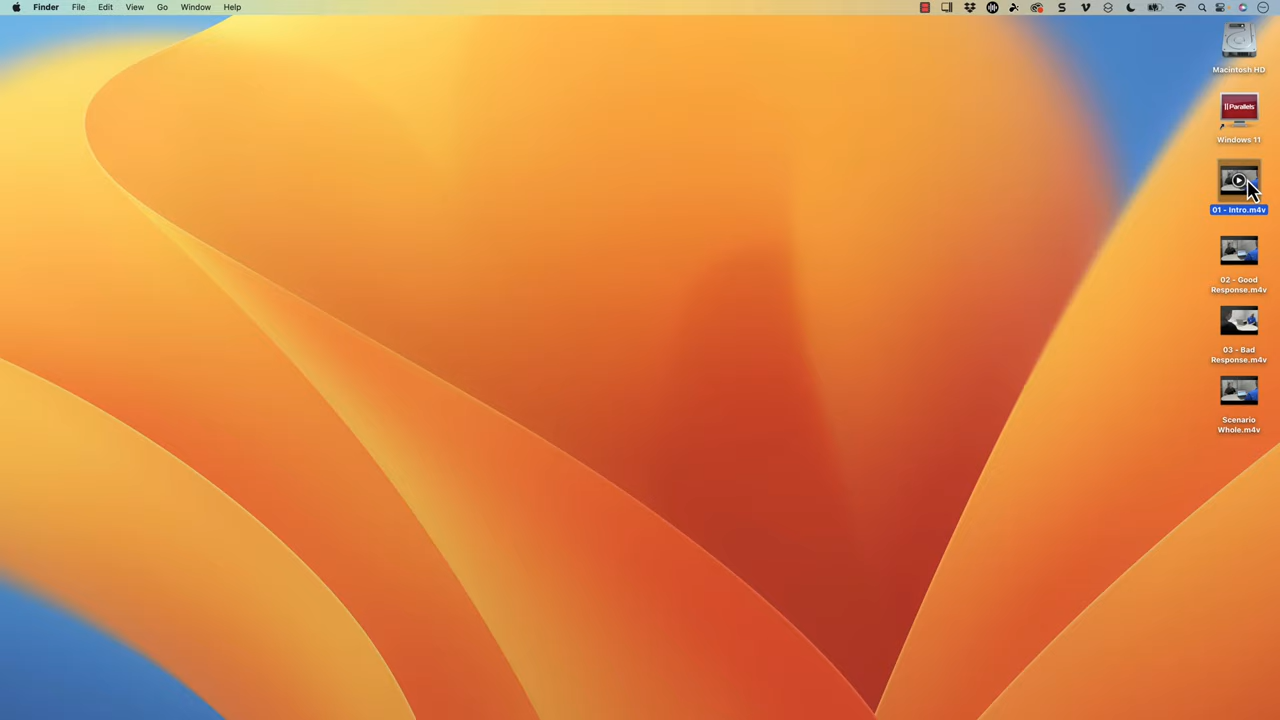 Finder File Edit View Go Window Help
Macintosh HD
|| Parallels
Windows 11
01 - Intro.m4v
02 - Good
Response.m4v
03 - Bad
Response.m4v
Scenario
Whole.m4v